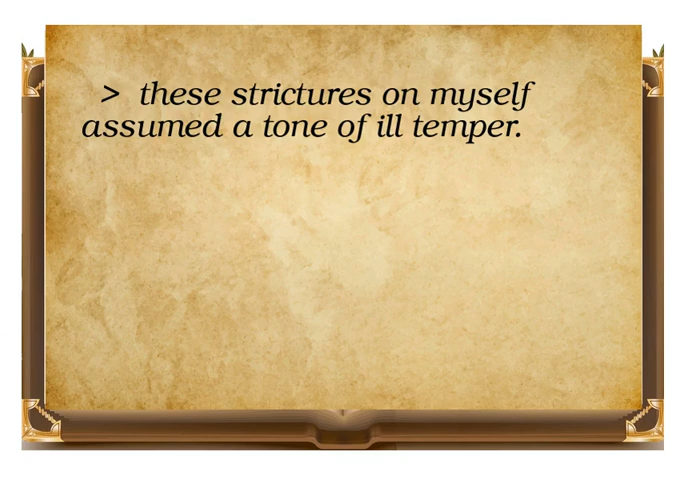 > these strictures on myself
assumed a tone of ill temper.